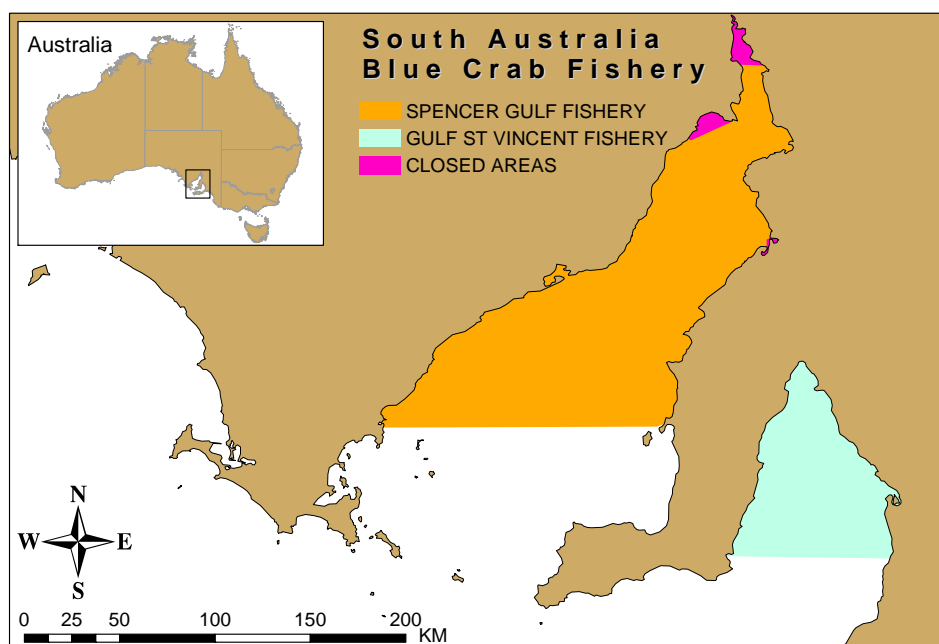 Australia
South Australia
Blue Crab Fishery
SPENCER GULF FISHERY
GULF ST VINCENT FISHERY
CLOSED AREAS
N
W E
S
0 25 50 100 150 200
KM